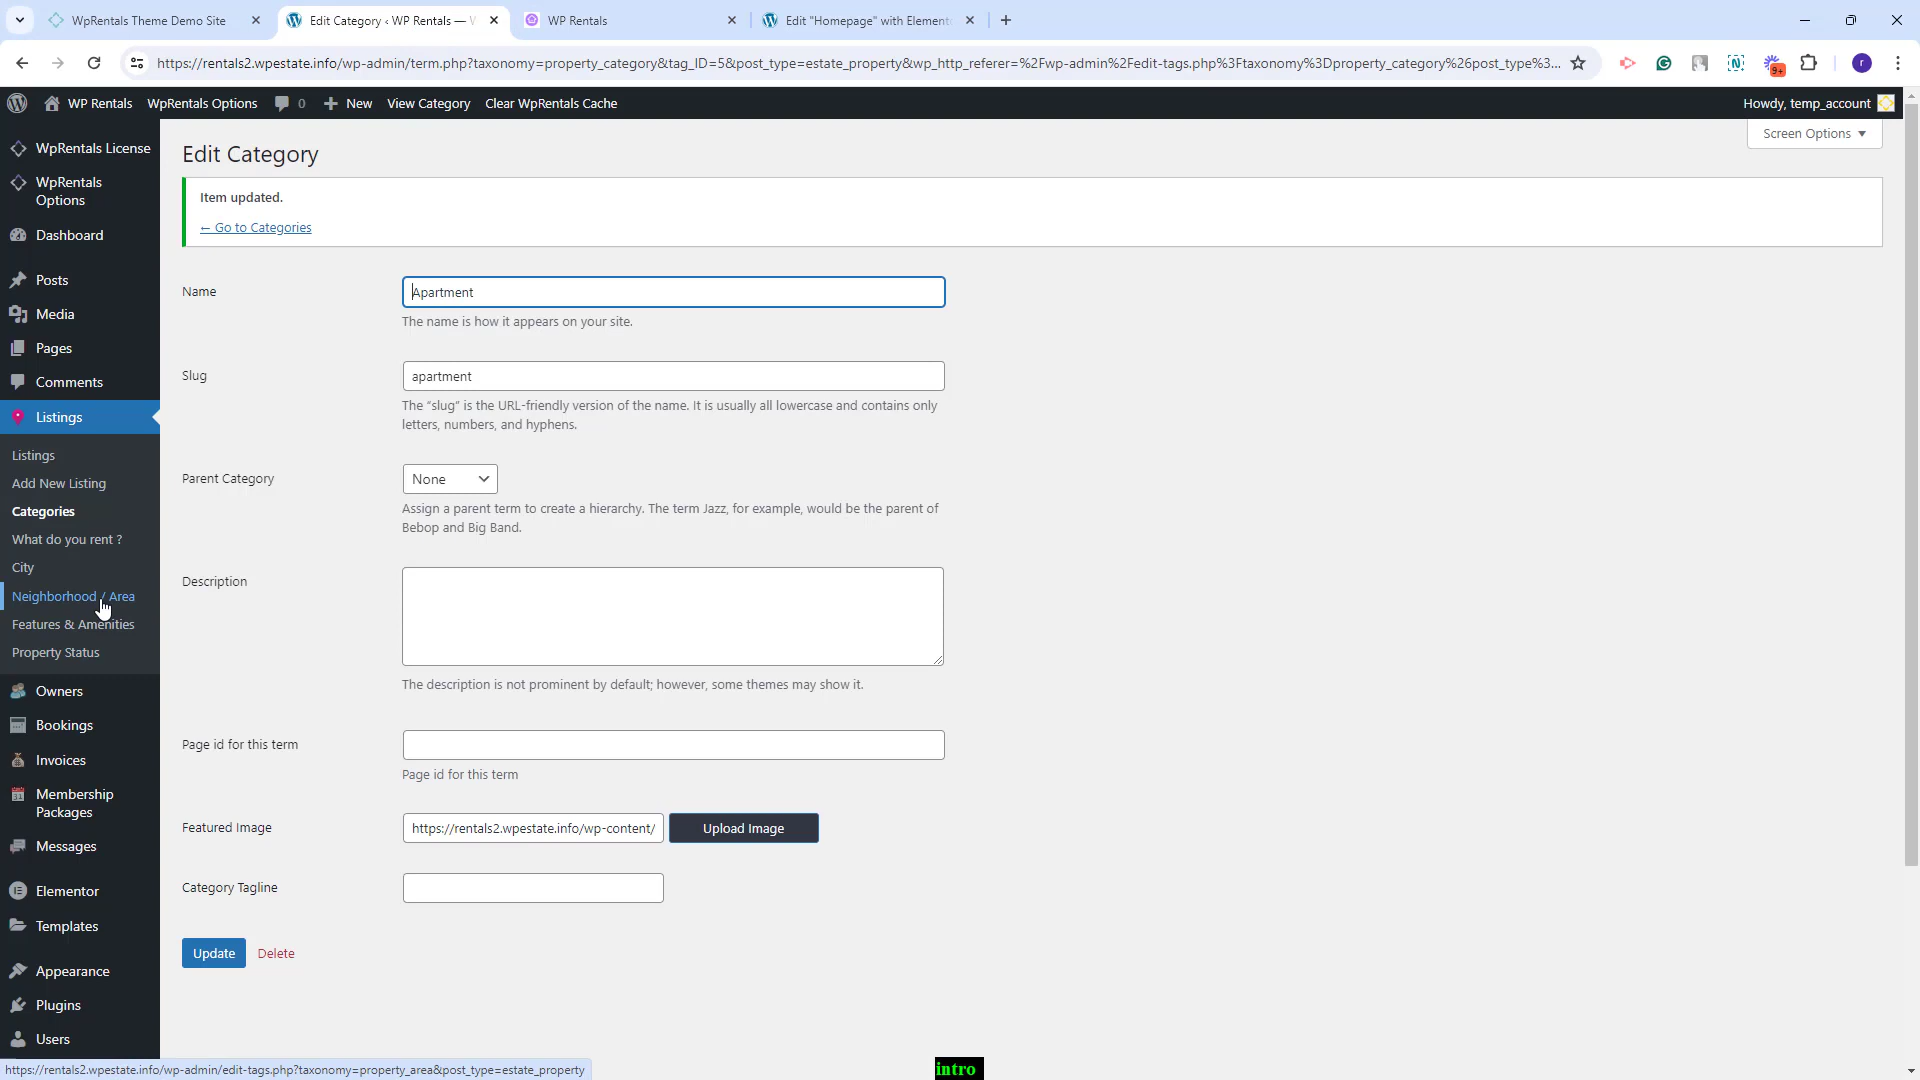 WpRentals Theme Demo Site
Edit Category ‹ WP Rentals — W
WP Rentals
Edit "Homepage" with Element
https://rentals2.wpestate.info/wp-admin/term.php?taxonomy=property_category&tag_ID=5&post_type=estate_property&wp_http_referer=%2Fwp-admin%2Fedit-tags.php%3Ftaxonomy%3Dproperty_category%26post_type%3...
9+
r
WP Rentals
WpRentals Options
0
New
View Category
Clear WpRentals Cache
Howdy, temp_account
Screen Options
WpRentals License
WpRentals
Options
Dashboard
Posts
Media
Pages
Comments
Listings
Listings
Add New Listing
Categories
What do you rent ?
City
Neighborhood / Area
Features & Amenities
Property Status
Owners
Bookings
Invoices
Membership
Packages
Messages
Elementor
Templates
Appearance
Plugins
Users
Edit Category
Item updated.
← Go to Categories
Name
Apartment
The name is how it appears on your site.
Slug
apartment
The “slug” is the URL-friendly version of the name. It is usually all lowercase and contains only
letters, numbers, and hyphens.
Parent Category
None
Assign a parent term to create a hierarchy. The term Jazz, for example, would be the parent of
Bebop and Big Band.
Description
The description is not prominent by default; however, some themes may show it.
Page id for this term
Page id for this term
Featured Image
https://rentals2.wpestate.info/wp-content/
Upload Image
Category Tagline
Update
Delete
https://rentals2.wpestate.info/wp-admin/edit-tags.php?taxonomy=property_area&post_type=estate_property
intro